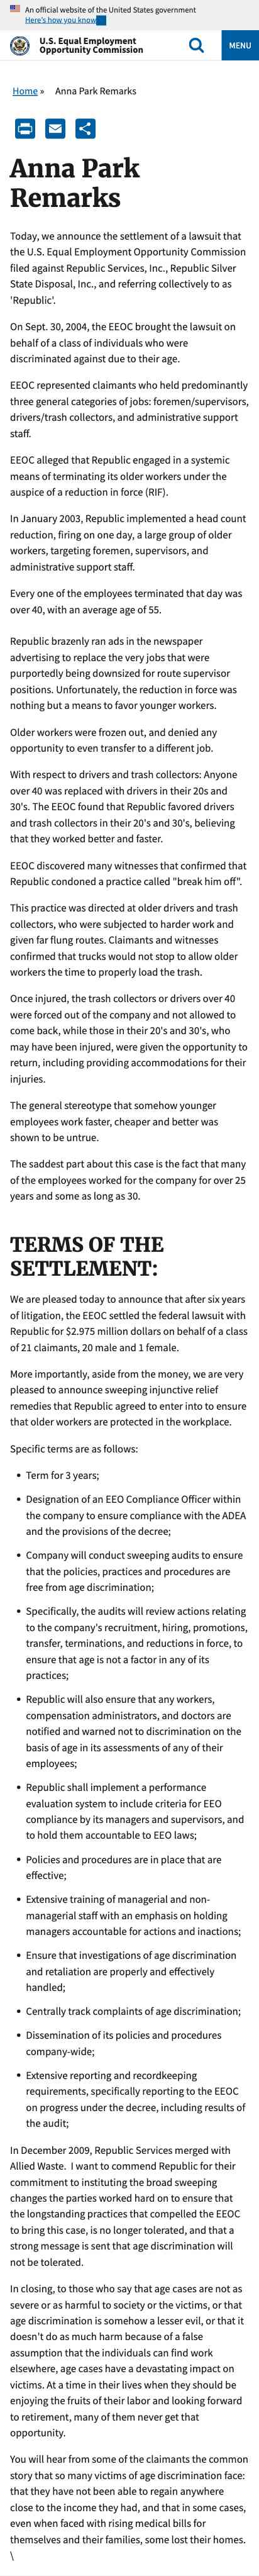 An official website of the United States government
Here's how you know
U.S. Equal Employment
Opportunity Commission
MENU
Home » Anna Park Remarks
Anna Park
Remarks
Today, we announce the settlement of a lawsuit that
the U.S. Equal Employment Opportunity Commission
filed against Republic Services, Inc., Republic Silver
State Disposal, Inc., and referring collectively to as
'Republic'.
On Sept. 30, 2004, the EEOC brought the lawsuit on
behalf of a class of individuals who were
discriminated against due to their age.
EEOC represented claimants who held predominantly
three general categories of jobs: foremen/supervisors,
drivers/trash collectors, and administrative support
staff.
EEOC alleged that Republic engaged in a systemic
means of terminating its older workers under the
auspice of a reduction in force (RIF).
In January 2003, Republic implemented a head count
reduction, firing on one day, a large group of older
workers, targeting foremen, supervisors, and
administrative support staff.
Every one of the employees terminated that day was
over 40, with an average age of 55.
Republic brazenly ran ads in the newspaper
advertising to replace the very jobs that were
purportedly being downsized for route supervisor
positions. Unfortunately, the reduction in force was
nothing but a means to favor younger workers.
Older workers were frozen out, and denied any
opportunity to even transfer to a different job.
With respect to drivers and trash collectors: Anyone
over 40 was replaced with drivers in their 20s and
30's. The EEOC found that Republic favored drivers
and trash collectors in their 20's and 30's, believing
that they worked better and faster.
EEOC discovered many witnesses that confirmed that
Republic condoned a practice called "break him off".
This practice was directed at older drivers and trash
collectors, who were subjected to harder work and
given far flung routes. Claimants and witnesses
confirmed that trucks would not stop to allow older
workers the time to properly load the trash.
Once injured, the trash collectors or drivers over 40
were forced out of the company and not allowed to
come back, while those in their 20's and 30's, who
may have been injured, were given the opportunity to
return, including providing accommodations for their
injuries.
The general stereotype that somehow younger
employees work faster, cheaper and better was
shown to be untrue.
The saddest part about this case is the fact that many
of the employees worked for the company for over 25
years and some as long as 30.
TERMS OF THE
SETTLEMENT:
We are pleased today to announce that after six years
of litigation, the EEOC settled the federal lawsuit with
Republic for $2.975 million dollars on behalf of a class
of 21 claimants, 20 male and 1 female.
More importantly, aside from the money, we are very
pleased to announce sweeping injunctive relief
remedies that Republic agreed to enter into to ensure
that older workers are protected in the workplace.
Specific terms are as follows:
• Term for 3 years;
• Designation of an EEO Compliance Officer within
the company to ensure compliance with the ADEA
and the provisions of the decree;
• Company will conduct sweeping audits to ensure
that the policies, practices and procedures are
free from age discrimination;
• Specifically, the audits will review actions relating
to the company's recruitment, hiring, promotions,
transfer, terminations, and reductions in force, to
ensure that age is not a factor in any of its
practices;
• Republic will also ensure that any workers,
compensation administrators, and doctors are
notified and warned not to discrimination on the
basis of age in its assessments of any of their
employees;
• Republic shall implement a performance
evaluation system to include criteria for EEO
compliance by its managers and supervisors, and
to hold them accountable to EEO laws;
• Policies and procedures are in place that are
effective;
• Extensive training of managerial and non-
managerial staff with an emphasis on holding
managers accountable for actions and inactions;
• Ensure that investigations of age discrimination
and retaliation are properly and effectively
handled;
• Centrally track complaints of age discrimination;
• Dissemination of its policies and procedures
company-wide;
• Extensive reporting and recordkeeping
requirements, specifically reporting to the EEOC
on progress under the decree, including results of
the audit;
In December 2009, Republic Services merged with
Allied Waste.  I want to commend Republic for their
commitment to instituting the broad sweeping
changes the parties worked hard on to ensure that
the longstanding practices that compelled the EEOC
to bring this case, is no longer tolerated, and that a
strong message is sent that age discrimination will
not be tolerated.
In closing, to those who say that age cases are not as
severe or as harmful to society or the victims, or that
age discrimination is somehow a lesser evil, or that it
doesn't do as much harm because of a false
assumption that the individuals can find work
elsewhere, age cases have a devastating impact on
victims. At a time in their lives when they should be
enjoying the fruits of their labor and looking forward
to retirement, many of them never get that
opportunity.
You will hear from some of the claimants the common
story that so many victims of age discrimination face:
that they have not been able to regain anywhere
close to the income they had, and that in some cases,
even when faced with rising medical bills for
themselves and their families, some lost their homes.
\